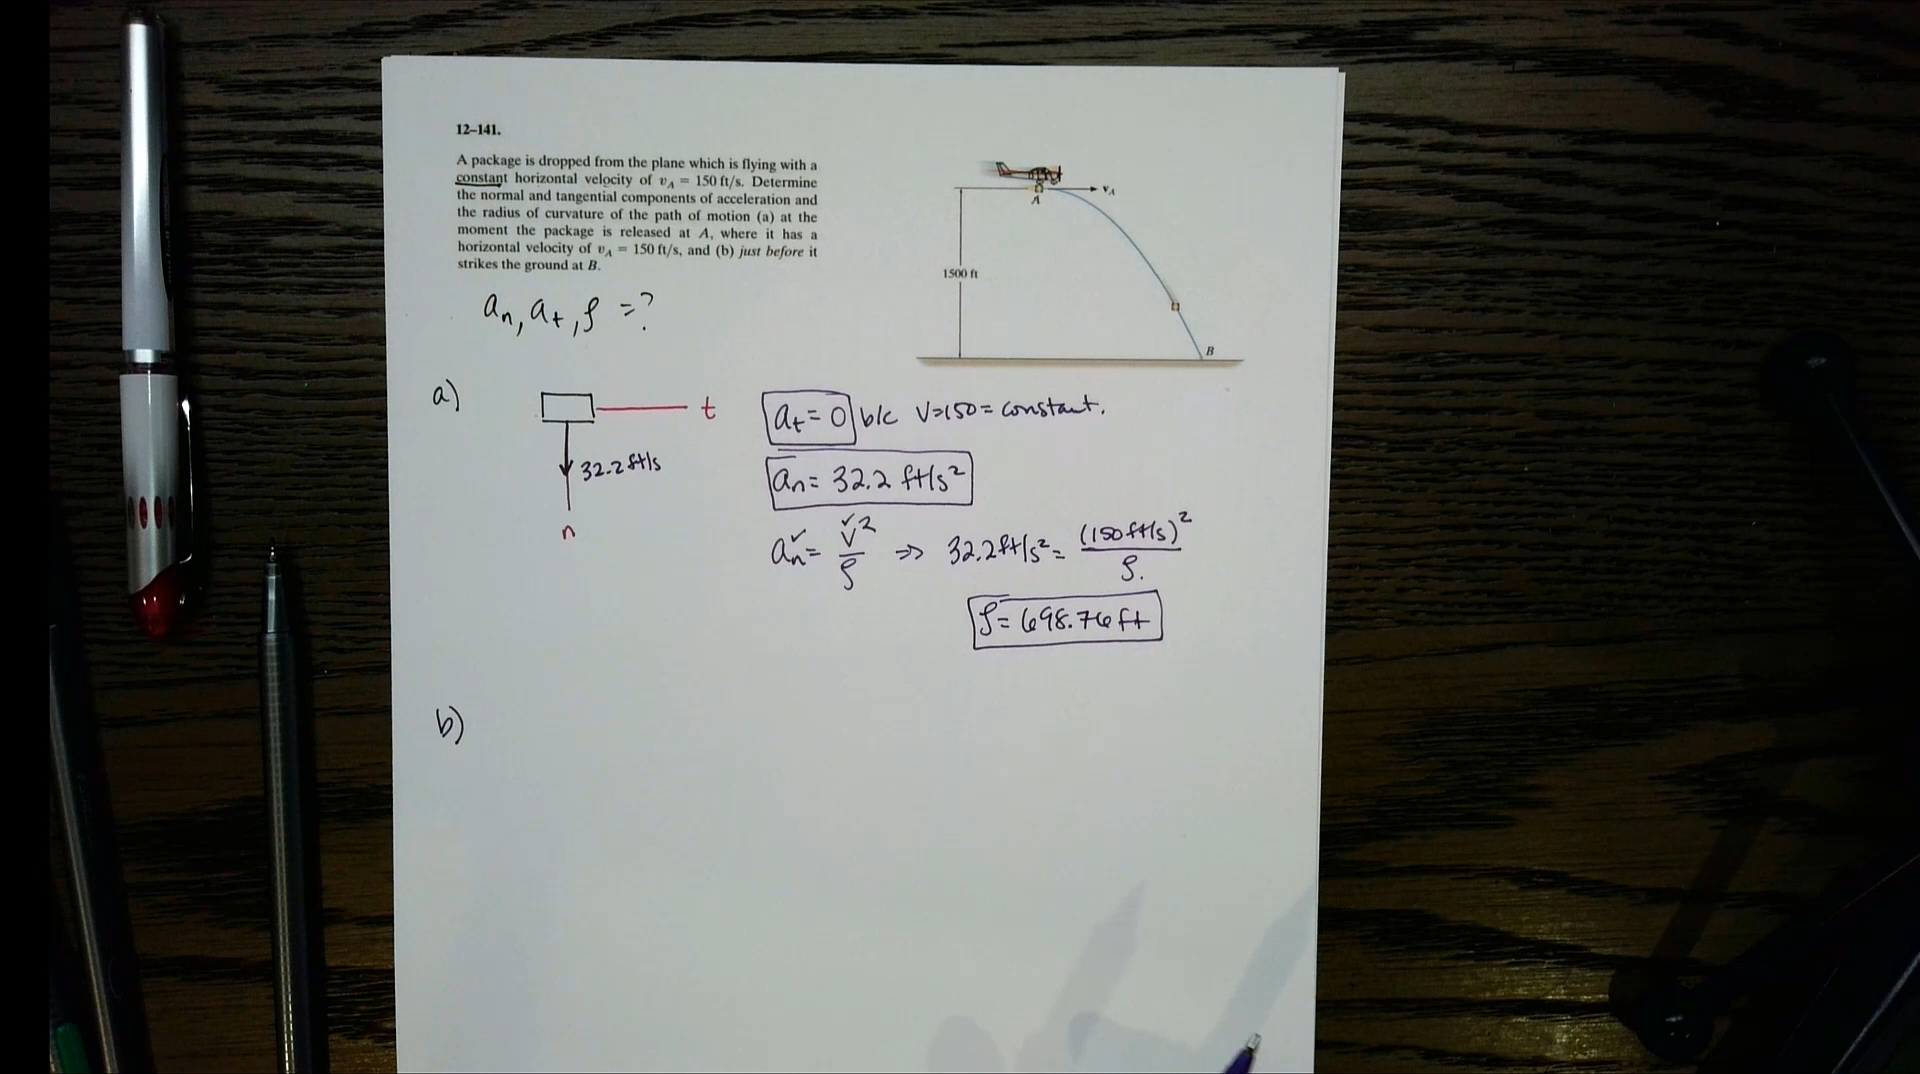 12–141.
A package is dropped from the plane which is flying with a
constant horizontal velocity of v_A = 150 ft/s. Determine
the normal and tangential components of acceleration and
the radius of curvature of the path of motion (a) at the
moment the package is released at A, where it has a
horizontal velocity of v_A = 150 ft/s, and (b) just before it
strikes the ground at B.
v_A
A
1500 ft
B
a_n, a_t, ρ = ?
a)
t
32.2 ft/s
n
a_t = 0 b/c V=150= constant.
a_n = 32.2 ft/s²
a_n = v²/ρ ⇒ 32.2 ft/s² = (150 ft/s)²/ρ.
ρ = 698.76 ft
b)